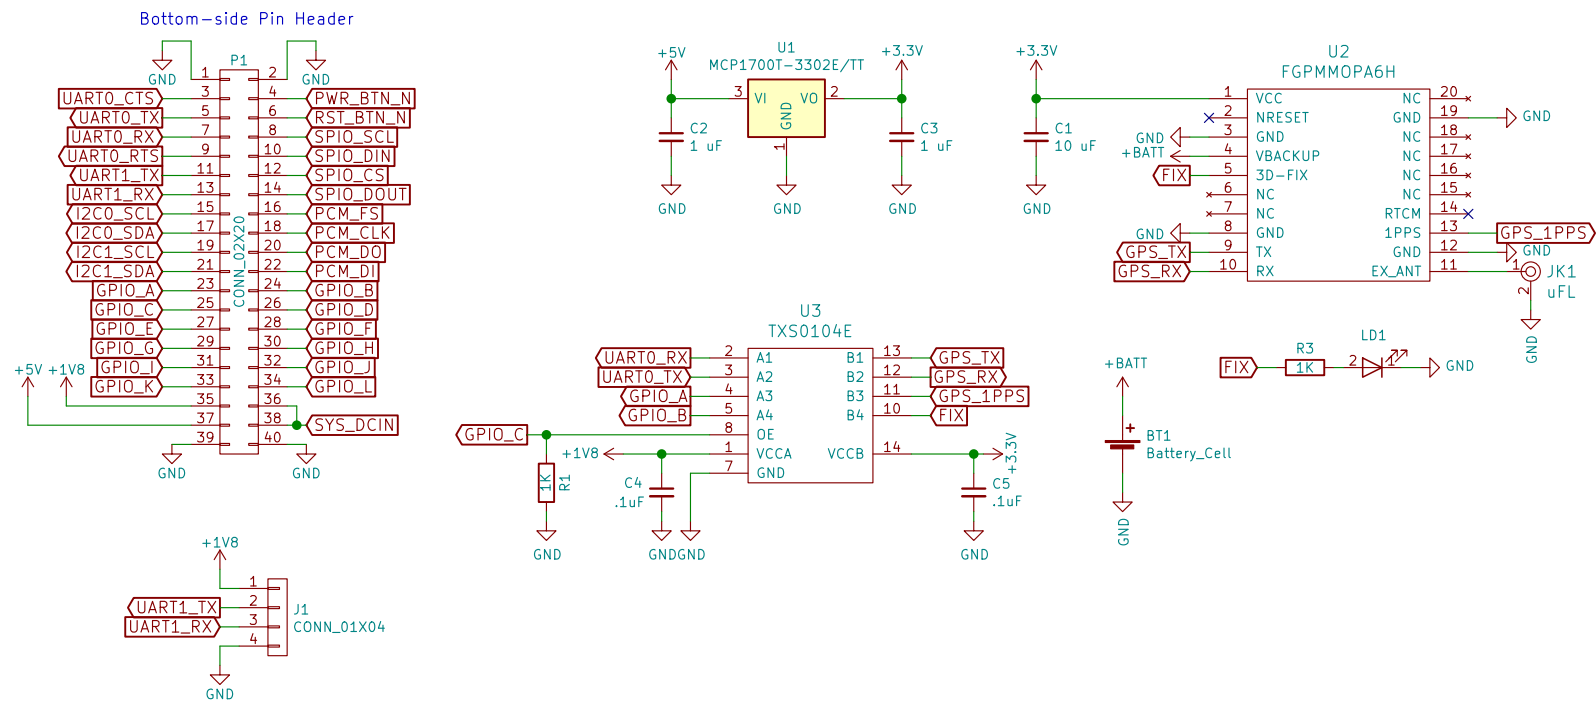 Bottom-side Pin Header
P1
CONN_02X20
GND
GND
1 2
UART0_CTS 3 4 PWR_BTN_N
UART0_TX 5 6 RST_BTN_N
UART0_RX 7 8 SPI0_SCL
UART0_RTS 9 10 SPI0_DIN
UART1_TX 11 12 SPI0_CS
UART1_RX 13 14 SPI0_DOUT
I2C0_SCL 15 16 PCM_FS
I2C0_SDA 17 18 PCM_CLK
I2C1_SCL 19 20 PCM_DO
I2C1_SDA 21 22 PCM_DI
GPIO_A 23 24 GPIO_B
GPIO_C 25 26 GPIO_D
GPIO_E 27 28 GPIO_F
GPIO_G 29 30 GPIO_H
GPIO_I 31 32 GPIO_J
GPIO_K 33 34 GPIO_L
+5V +1V8
35 36
37 38 SYS_DCIN
39 40
GND
GND
+1V8
1
UART1_TX 2
UART1_RX 3
4
J1
CONN_01X04
GND
U1
MCP1700T-3302E/TT
+5V
+3.3V
3 VI VO 2
GND
1
C2
1 uF
C3
1 uF
GND
GND
GND
+3.3V
C1
10 uF
GND
U2
FGPMMOPA6H
1 VCC NC 20
2 NRESET GND 19 GND
GND 3 GND NC 18
+BATT 4 VBACKUP NC 17
FIX 5 3D-FIX NC 16
6 NC NC 15
7 NC RTCM 14
GND 8 GND 1PPS 13 GPS_1PPS
GPS_TX 9 TX GND 12 GND
GPS_RX 10 RX EX_ANT 11
1
2
JK1
uFL
GND
U3
TXS0104E
UART0_RX 2 A1 B1 13 GPS_TX
UART0_TX 3 A2 B2 12 GPS_RX
GPIO_A 4 A3 B3 11 GPS_1PPS
GPIO_B 5 A4 B4 10 FIX
GPIO_C 8 OE
+1V8 1 VCCA VCCB 14 +3.3V
7 GND
1K
R1
C4
.1uF
C5
.1uF
GND
GND
GND
GND
LD1
FIX
R3
1K
2 1
GND
+BATT
+
BT1
Battery_Cell
GND